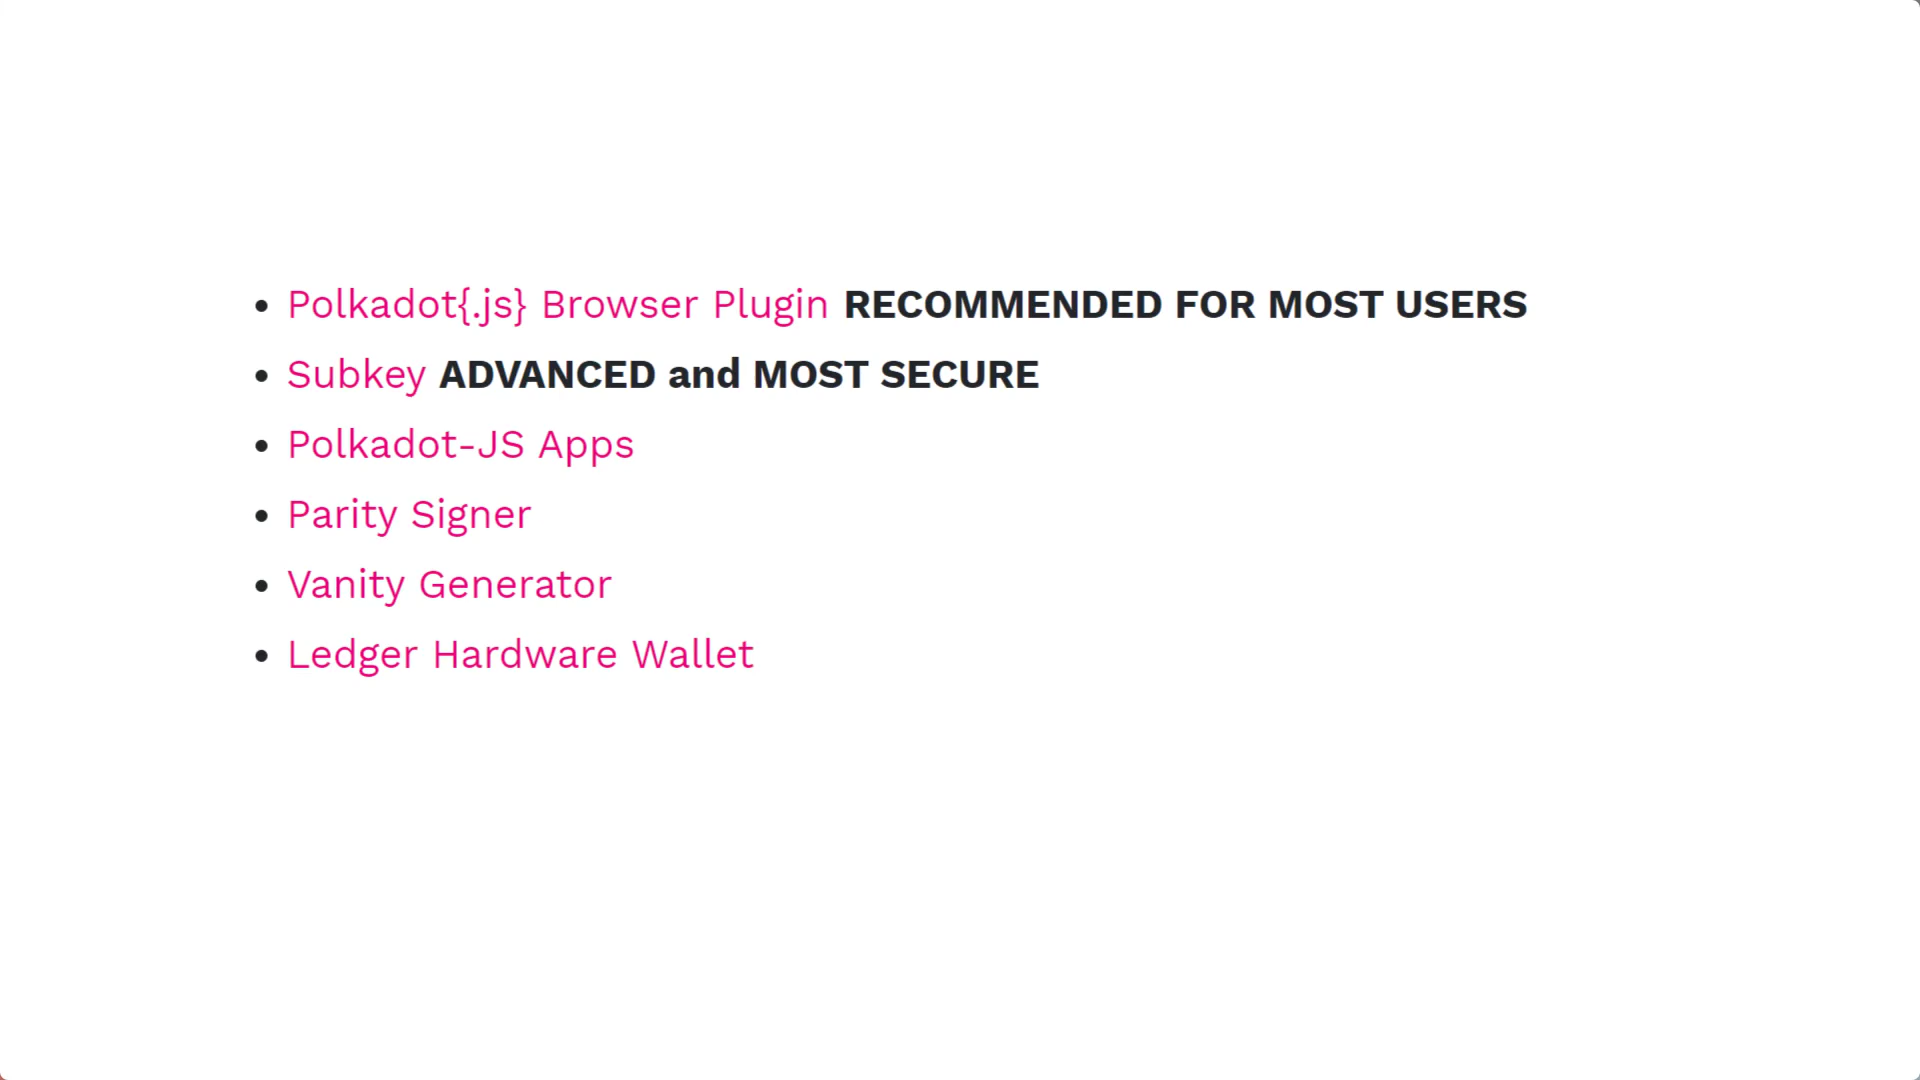 • Polkadot{.js} Browser Plugin RECOMMENDED FOR MOST USERS
• Subkey ADVANCED and MOST SECURE
• Polkadot-JS Apps
• Parity Signer
• Vanity Generator
• Ledger Hardware Wallet